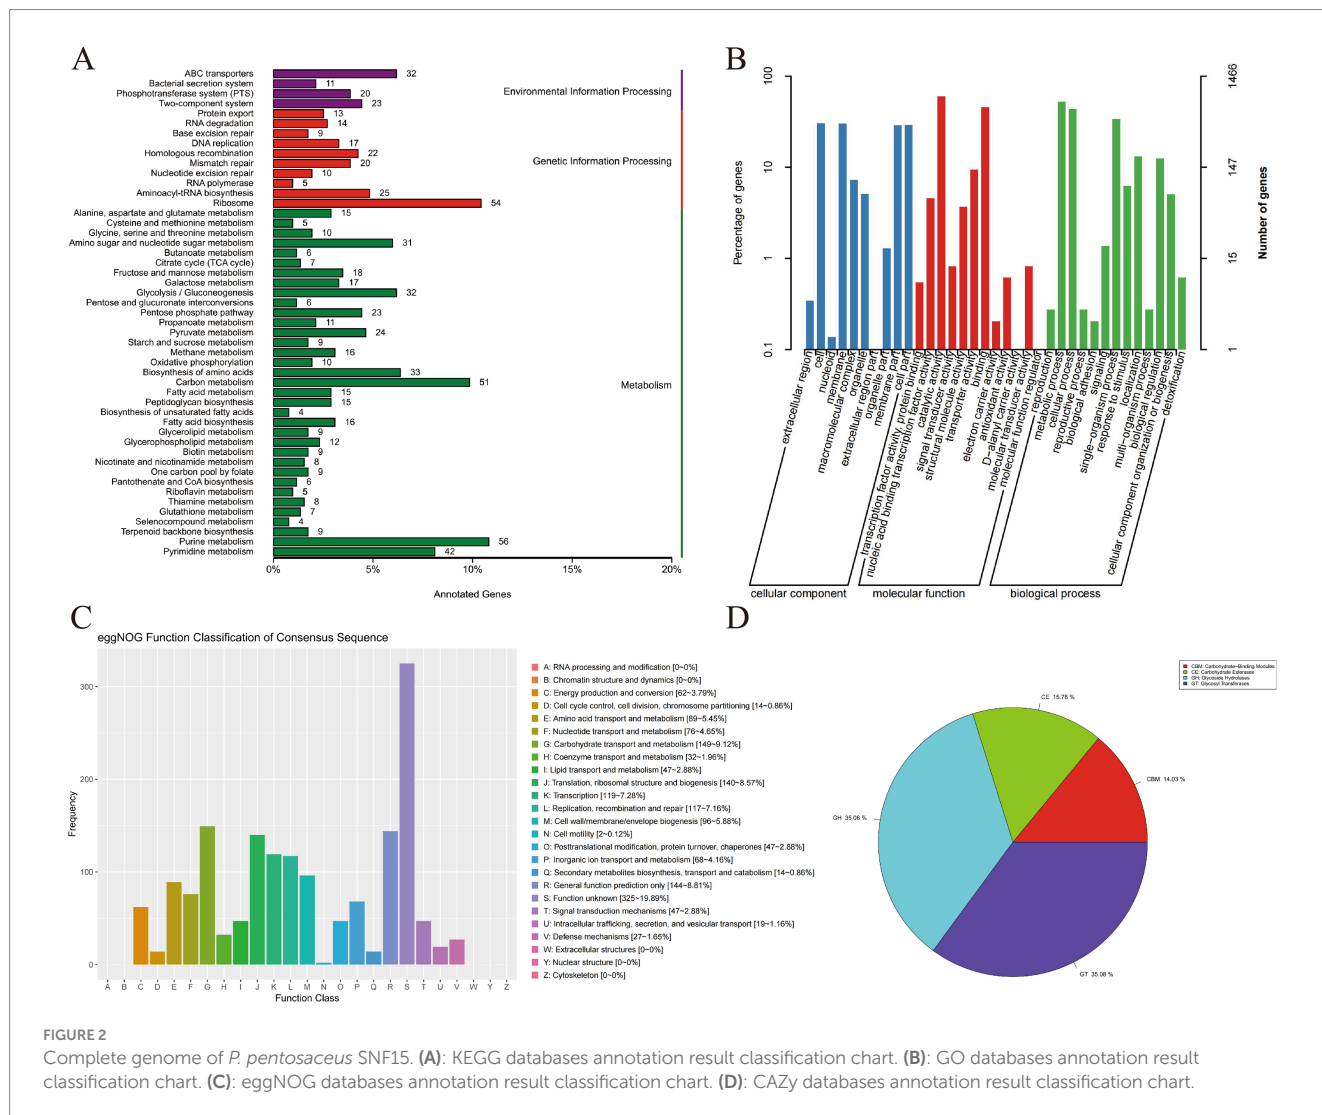 A
ABC transporters 32
Bacterial secretion system 11
Phosphotransferase system (PTS) 20
Two-component system 23
Protein export 13
RNA degradation 14
Base excision repair 9
DNA replication 17
Homologous recombination 22
Mismatch repair 20
Nucleotide excision repair 10
RNA polymerase 5
Aminoacyl-tRNA biosynthesis 25
Ribosome 54
Alanine, aspartate and glutamate metabolism 15
Cysteine and methionine metabolism 5
Glycine, serine and threonine metabolism 10
Amino sugar and nucleotide sugar metabolism 31
Butanoate metabolism 6
Citrate cycle (TCA cycle) 7
Fructose and mannose metabolism 18
Galactose metabolism 17
Glycolysis / Gluconeogenesis 32
Pentose and glucuronate interconversions 6
Pentose phosphate pathway 23
Propanoate metabolism 11
Pyruvate metabolism 24
Starch and sucrose metabolism 9
Methane metabolism 16
Oxidative phosphorylation 10
Biosynthesis of amino acids 33
Carbon metabolism 51
Fatty acid metabolism 15
Peptidoglycan biosynthesis 15
Biosynthesis of unsaturated fatty acids 4
Fatty acid biosynthesis 16
Glycerolipid metabolism 9
Glycerophospholipid metabolism 12
Biotin metabolism 9
Nicotinate and nicotinamide metabolism 8
One carbon pool by folate 9
Pantothenate and CoA biosynthesis 6
Riboflavin metabolism 5
Thiamine metabolism 8
Glutathione metabolism 7
Selenocompound metabolism 4
Terpenoid backbone biosynthesis 9
Purine metabolism 56
Pyrimidine metabolism 42
0% 5% 10% 15% 20%
Annotated Genes
Environmental Information Processing
Genetic Information Processing
Metabolism
B
Percentage of genes
100
10
1
0.1
1466
147
15
1
Number of genes
extracellular region
cell
nucleoid
membrane
macromolecular complex
organelle
extracellular region part
organelle part
membrane part
cell part
transcription factor activity, protein binding
nucleic acid binding transcription factor activity
catalytic activity
signal transducer activity
structural molecule activity
transporter activity
binding
electron carrier activity
antioxidant activity
D-alanyl carrier activity
molecular transducer activity
molecular function regulator
reproduction
metabolic process
cellular process
reproductive process
biological adhesion
signaling
single-organism process
response to stimulus
localization
multi-organism process
biological regulation
cellular component organization or biogenesis
detoxification
cellular component
molecular function
biological process
C
eggNOG Function Classification of Consensus Sequence
Frequency
300
200
100
0
A B C D E F G H I J K L M N O P Q R S T U V W Y Z
Function Class
A: RNA processing and modification [0~0%]
B: Chromatin structure and dynamics [0~0%]
C: Energy production and conversion [62~3.79%]
D: Cell cycle control, cell division, chromosome partitioning [14~0.86%]
E: Amino acid transport and metabolism [89~5.45%]
F: Nucleotide transport and metabolism [76~4.65%]
G: Carbohydrate transport and metabolism [149~9.12%]
H: Coenzyme transport and metabolism [32~1.96%]
I: Lipid transport and metabolism [47~2.88%]
J: Translation, ribosomal structure and biogenesis [140~8.57%]
K: Transcription [119~7.28%]
L: Replication, recombination and repair [117~7.16%]
M: Cell wall/membrane/envelope biogenesis [96~5.88%]
N: Cell motility [2~0.12%]
O: Posttranslational modification, protein turnover, chaperones [47~2.88%]
P: Inorganic ion transport and metabolism [68~4.16%]
Q: Secondary metabolites biosynthesis, transport and catabolism [14~0.86%]
R: General function prediction only [144~8.81%]
S: Function unknown [325~19.89%]
T: Signal transduction mechanisms [47~2.88%]
U: Intracellular trafficking, secretion, and vesicular transport [19~1.16%]
V: Defense mechanisms [27~1.65%]
W: Extracellular structures [0~0%]
Y: Nuclear structure [0~0%]
Z: Cytoskeleton [0~0%]
D
CBM: Carbohydrate-Binding Modules
CE: Carbohydrate Esterases
GH: Glycoside Hydrolases
GT: Glycosyl Transferases
CE 15.78 %
CBM 14.03 %
GH 35.08 %
GT 35.08 %
FIGURE 2
Complete genome of P. pentosaceus SNF15. (A): KEGG databases annotation result classification chart. (B): GO databases annotation result
classification chart. (C): eggNOG databases annotation result classification chart. (D): CAZy databases annotation result classification chart.